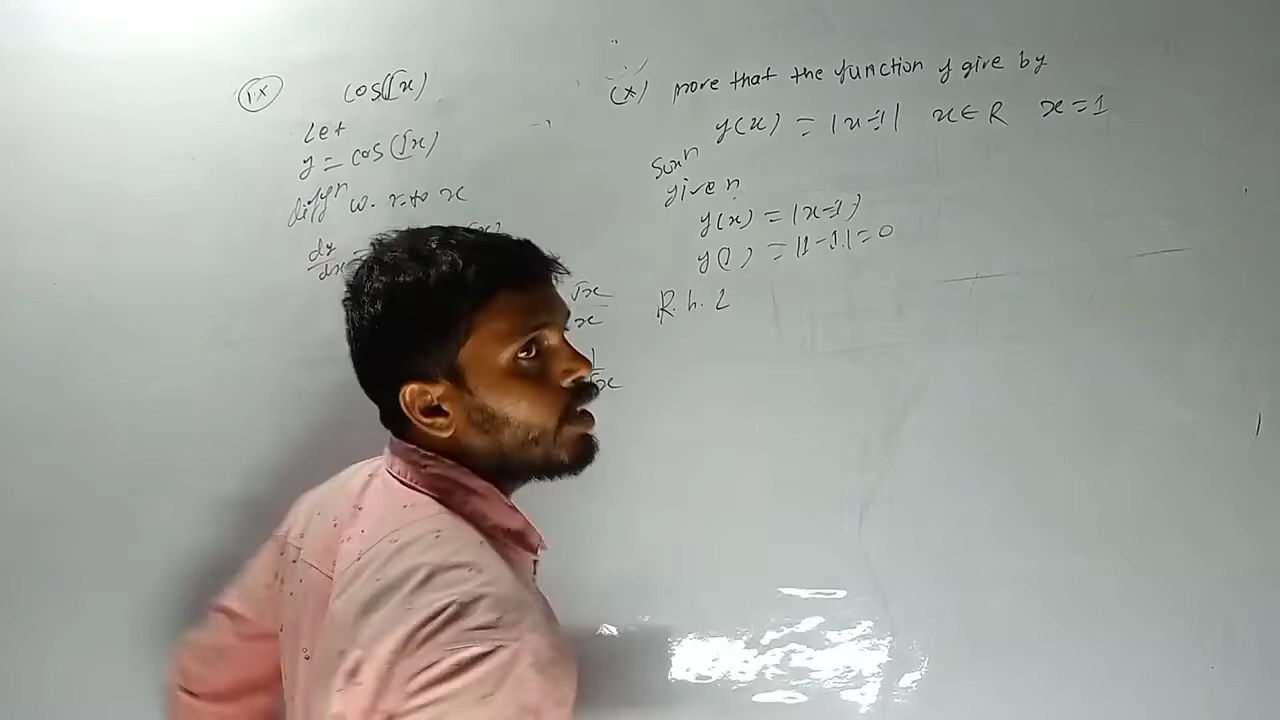 cos(√x)
Let
y = cos(√x)
diffn w. r. to x
dy/dx =
√x
x
1
√x
(x) prove that the function f give by
f(x) = |x-1| x∈R x=1
Soln
given
f(x) = |x-1|
f(1) = |1-1| = 0
R. h. L